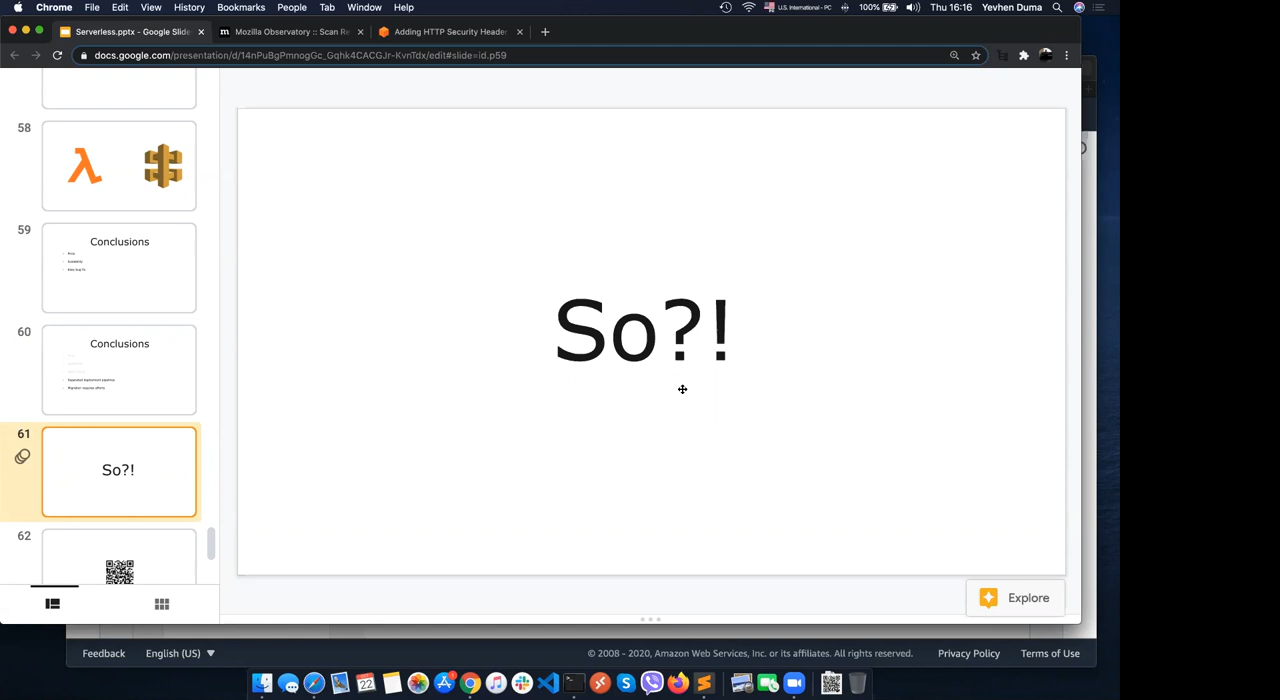 Chrome File Edit View History Bookmarks People Tab Window Help
U.S. International - PC 100% Thu 16:16 Yevhen Duma
Serverless.pptx - Google Slide
Mozilla Observatory :: Scan Re
Adding HTTP Security Header
docs.google.com/presentation/d/14nPuBgPmnogGc_Gqhk4CACGJr-KvnTdx/edit#slide=id.p59
58
λ
59
Conclusions
60
Conclusions
61
So?!
62
So?!
Explore
Feedback English (US) © 2008 - 2020, Amazon Web Services, Inc. or its affiliates. All rights reserved. Privacy Policy Terms of Use
22